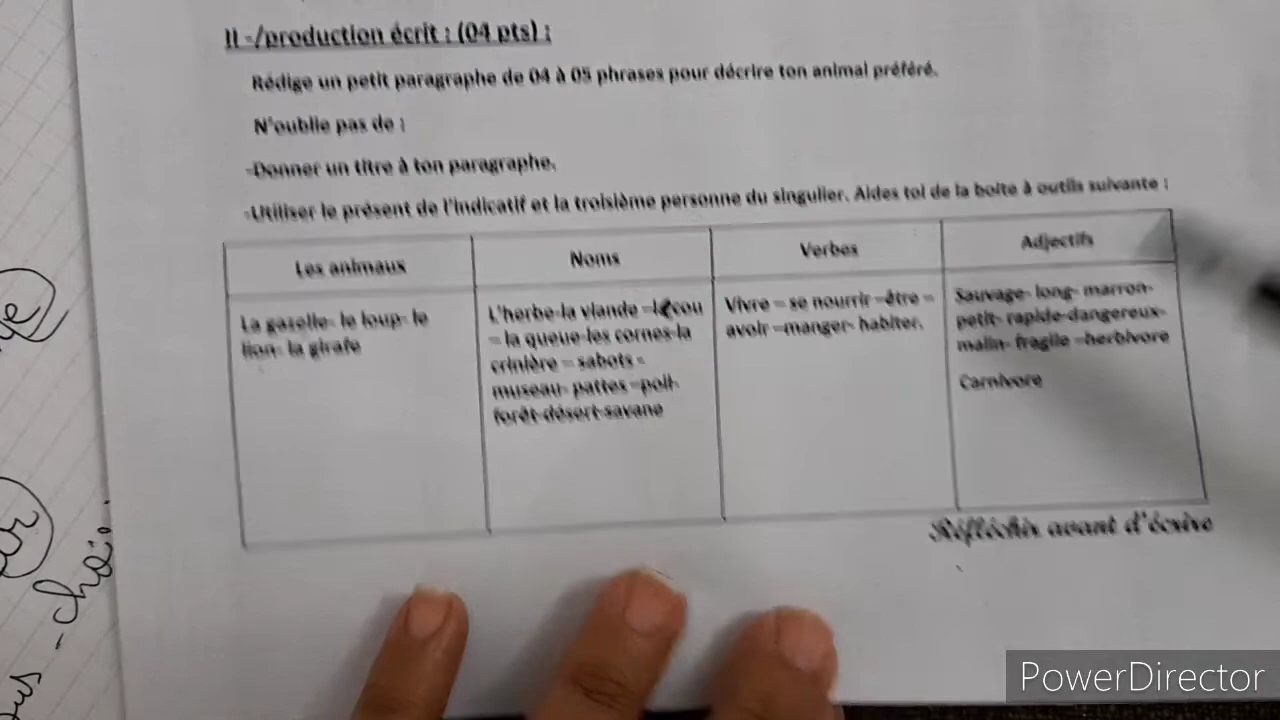 II -/production écrit : (04 pts) :
Rédige un petit paragraphe de 04 à 05 phrases pour décrire ton animal préféré.
N'oublie pas de :
-Donner un titre à ton paragraphe.
-Utiliser le présent de l'indicatif et la troisième personne du singulier. Aides toi de la boite à outils suivante :
Les animaux
Noms
Verbes
Adjectifs
La gazelle- le loup- le
lion- la girafe
L'herbe-la viande –le cou
– la queue-les cornes-la
crinière – sabots –
museau- pattes –poil-
forêt-désert-savane
Vivre – se nourrir –être –
avoir –manger- habiter.
Sauvage- long- marron-
petit- rapide-dangereux-
malin- fragile –herbivore
Carnivore
Réfléchir avant d'écrire
- choi
PowerDirector